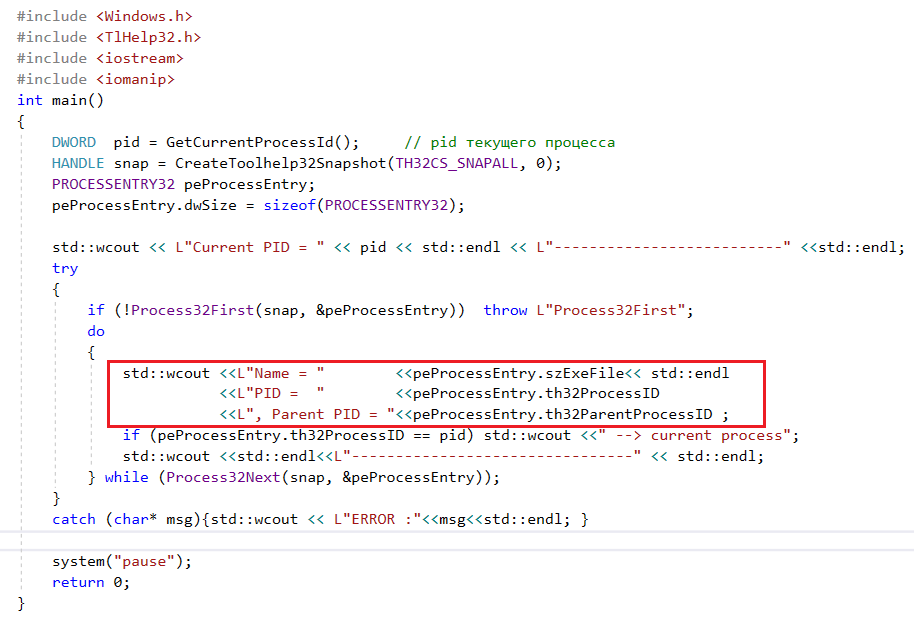 #include <Windows.h>
#include <TlHelp32.h>
#include <iostream>
#include <iomanip>
int main()
{
    DWORD  pid = GetCurrentProcessId();     // pid текущего процесса
    HANDLE snap = CreateToolhelp32Snapshot(TH32CS_SNAPALL, 0);
    PROCESSENTRY32 peProcessEntry;
    peProcessEntry.dwSize = sizeof(PROCESSENTRY32);

    std::wcout << L"Current PID = " << pid << std::endl << L"--------------------------" <<std::endl;
    try
    {
        if (!Process32First(snap, &peProcessEntry))  throw L"Process32First";
        do
        {
            std::wcout <<L"Name = "        <<peProcessEntry.szExeFile<< std::endl
                       <<L"PID =  "        <<peProcessEntry.th32ProcessID
                       <<L", Parent PID = "<<peProcessEntry.th32ParentProcessID ;
            if (peProcessEntry.th32ProcessID == pid) std::wcout <<" --> current process";
            std::wcout <<std::endl<<L"--------------------------------" << std::endl;
        } while (Process32Next(snap, &peProcessEntry));
    }
    catch (char* msg){std::wcout << L"ERROR :"<<msg<<std::endl; }

    system("pause");
    return 0;
}